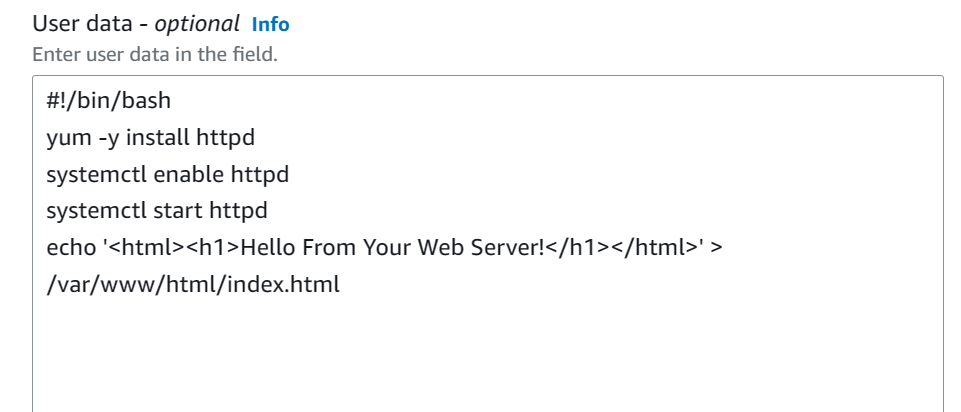 User data - optional Info
Enter user data in the field.
#!/bin/bash
yum -y install httpd
systemctl enable httpd
systemctl start httpd
echo '<html><h1>Hello From Your Web Server!</h1></html>' >
/var/www/html/index.html